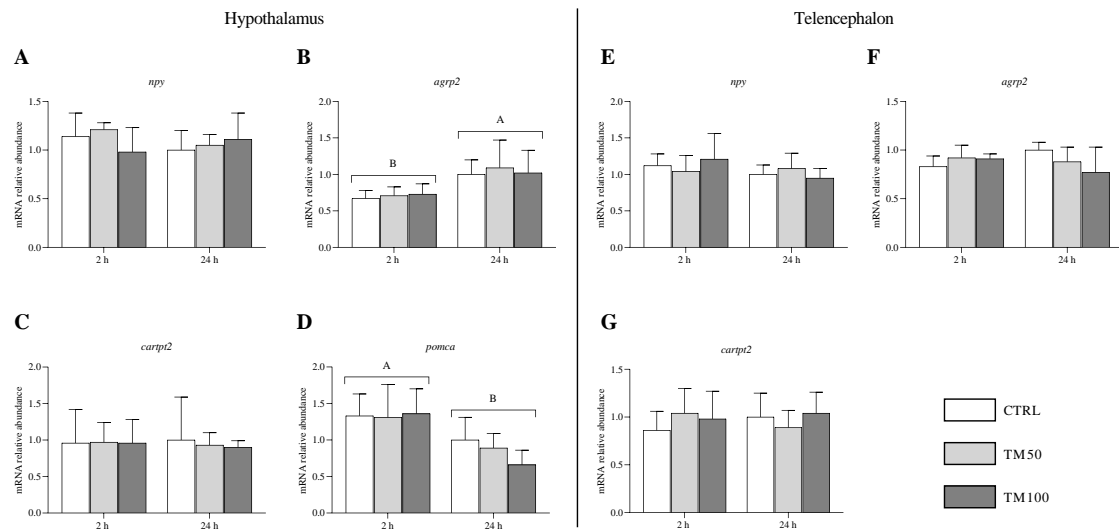 Hypothalamus
Telencephalon
A
npy
mRNA relative abundance
1.5
1.0
0.5
0.0
2 h
24 h
B
agrp2
mRNA relative abundance
2.0
1.5
1.0
0.5
0.0
B
A
2 h
24 h
E
npy
mRNA relative abundance
2.0
1.5
1.0
0.5
0.0
2 h
24 h
F
agrp2
mRNA relative abundance
1.5
1.0
0.5
0.0
2 h
24 h
C
cartpt2
mRNA relative abundance
2.0
1.5
1.0
0.5
0.0
2 h
24 h
D
pomca
mRNA relative abundance
2.0
1.5
1.0
0.5
0.0
A
B
2 h
24 h
G
cartpt2
mRNA relative abundance
1.5
1.0
0.5
0.0
2 h
24 h
CTRL
TM50
TM100